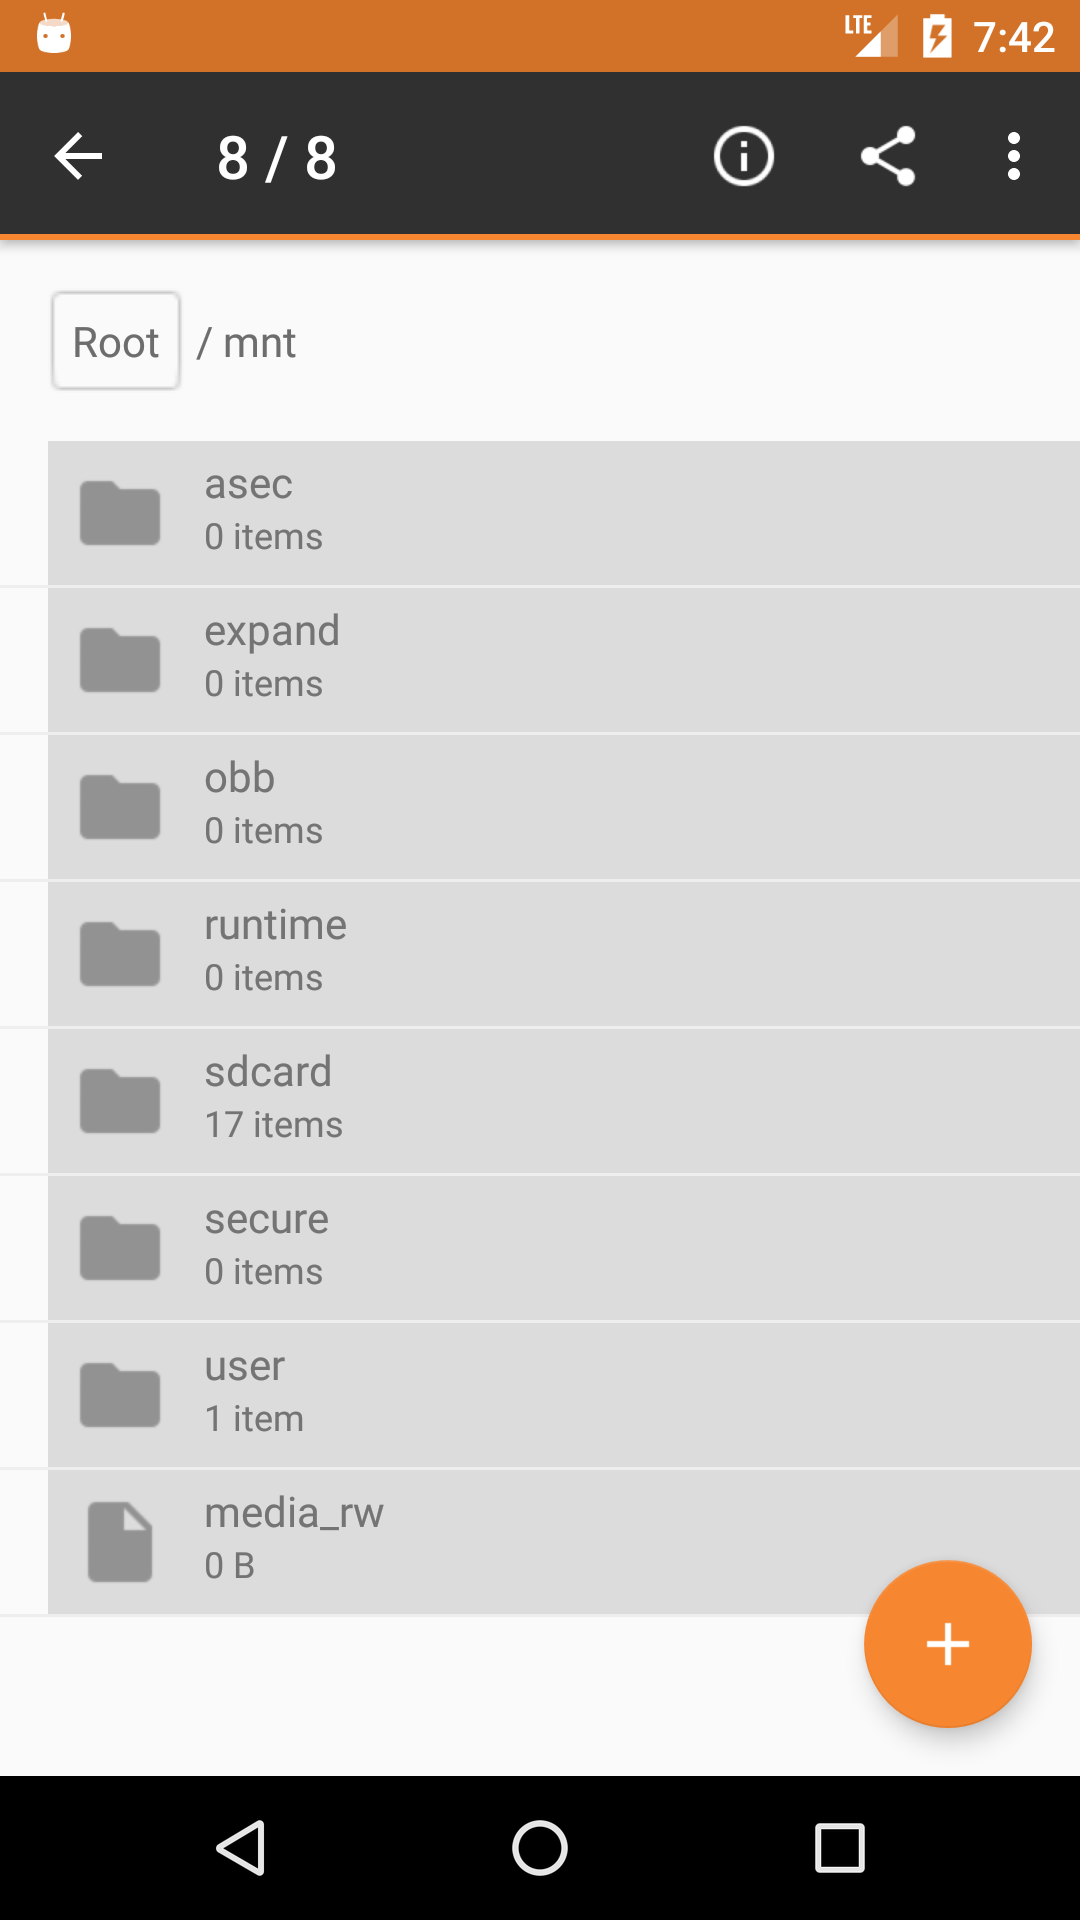 LTE 7:42
8 / 8
Root / mnt
asec
0 items
expand
0 items
obb
0 items
runtime
0 items
sdcard
17 items
secure
0 items
user
1 item
media_rw
0 B